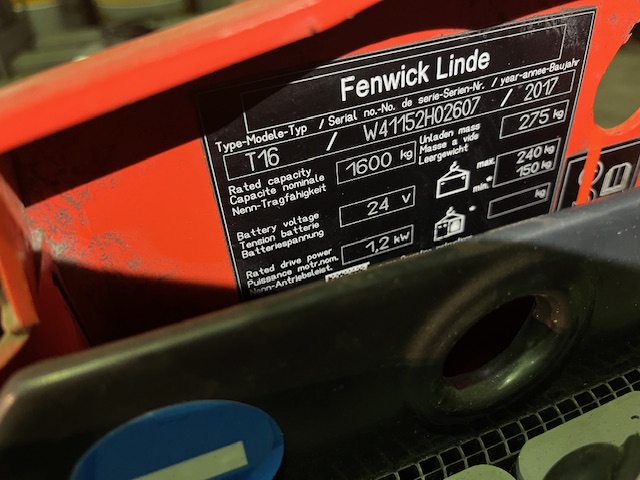 Fenwick Linde
Type-Modele-Typ / Serial no.-No. de serie-Serien-Nr. / year-annee-Baujahr
T16 / W41152H02607 / 2017
Rated capacity
Capacite nominale
Nenn-Tragfähigkeit
1600 kg
Unladen mass
Masse a vide
Leergewicht
275 kg
Battery voltage
Tension batterie
Batteriespannung
24 V
max. 240 kg
min. 150 kg
Rated drive power
Puissance motr.nom.
Nenn-Antriebsleist.
1,2 kW
kg